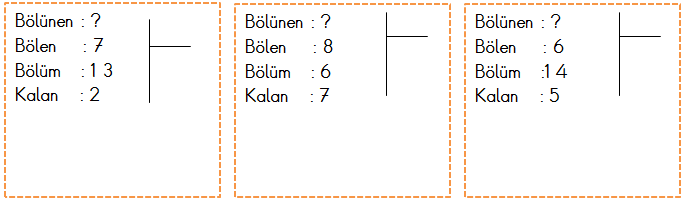 Bölünen : ?
Bölen : 7
Bölüm : 1 3
Kalan : 2
Bölünen : ?
Bölen : 8
Bölüm : 6
Kalan : 7
Bölünen : ?
Bölen : 6
Bölüm :1 4
Kalan : 5